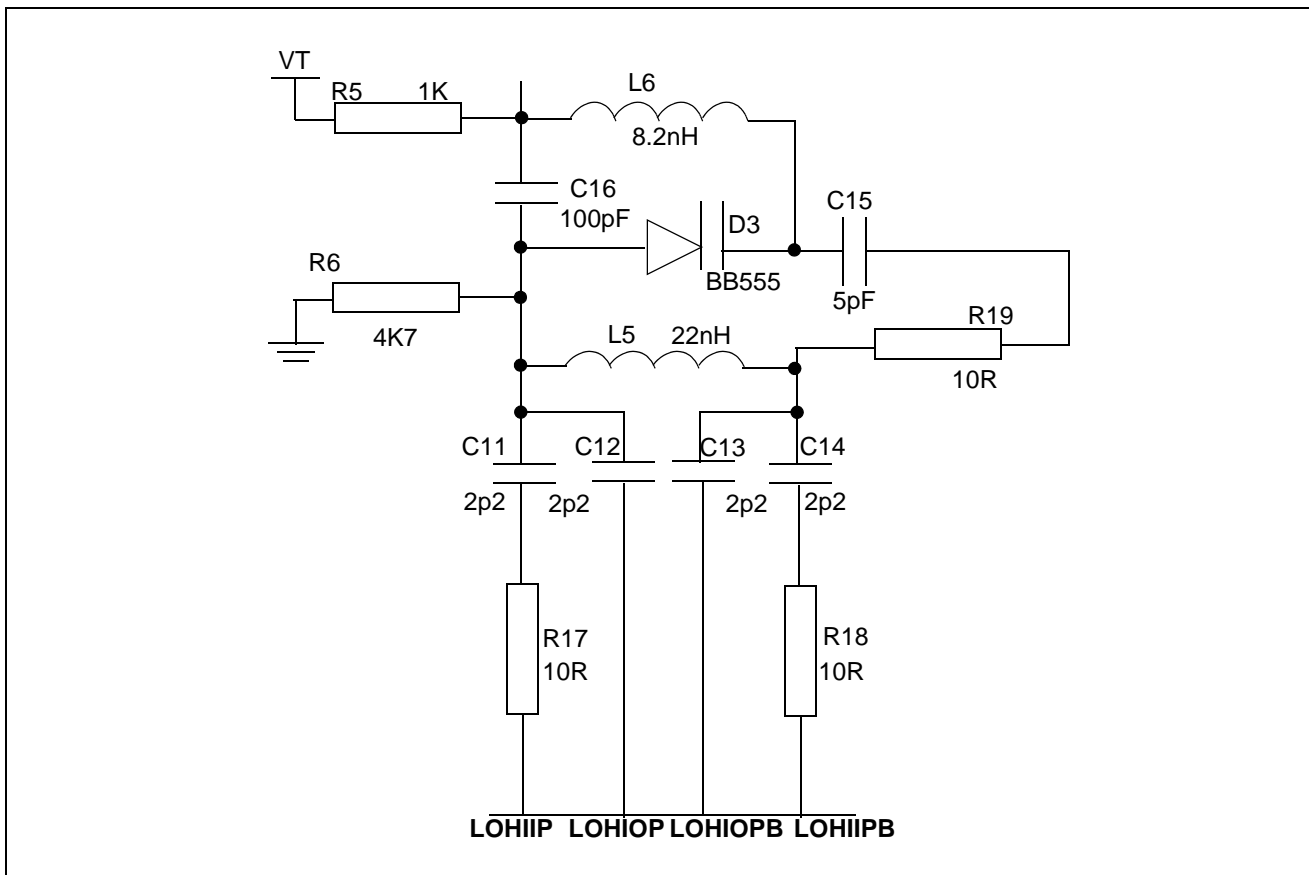 VT
R5 1K
L6
8.2nH
C16
100pF
C15
D3
BB555
5pF
R6
4K7
R19
10R
L5 22nH
C11 C12 C13 C14
2p2 2p2 2p2 2p2
R17
10R
R18
10R
LOHIIP LOHIOP LOHIOPB LOHIIPB